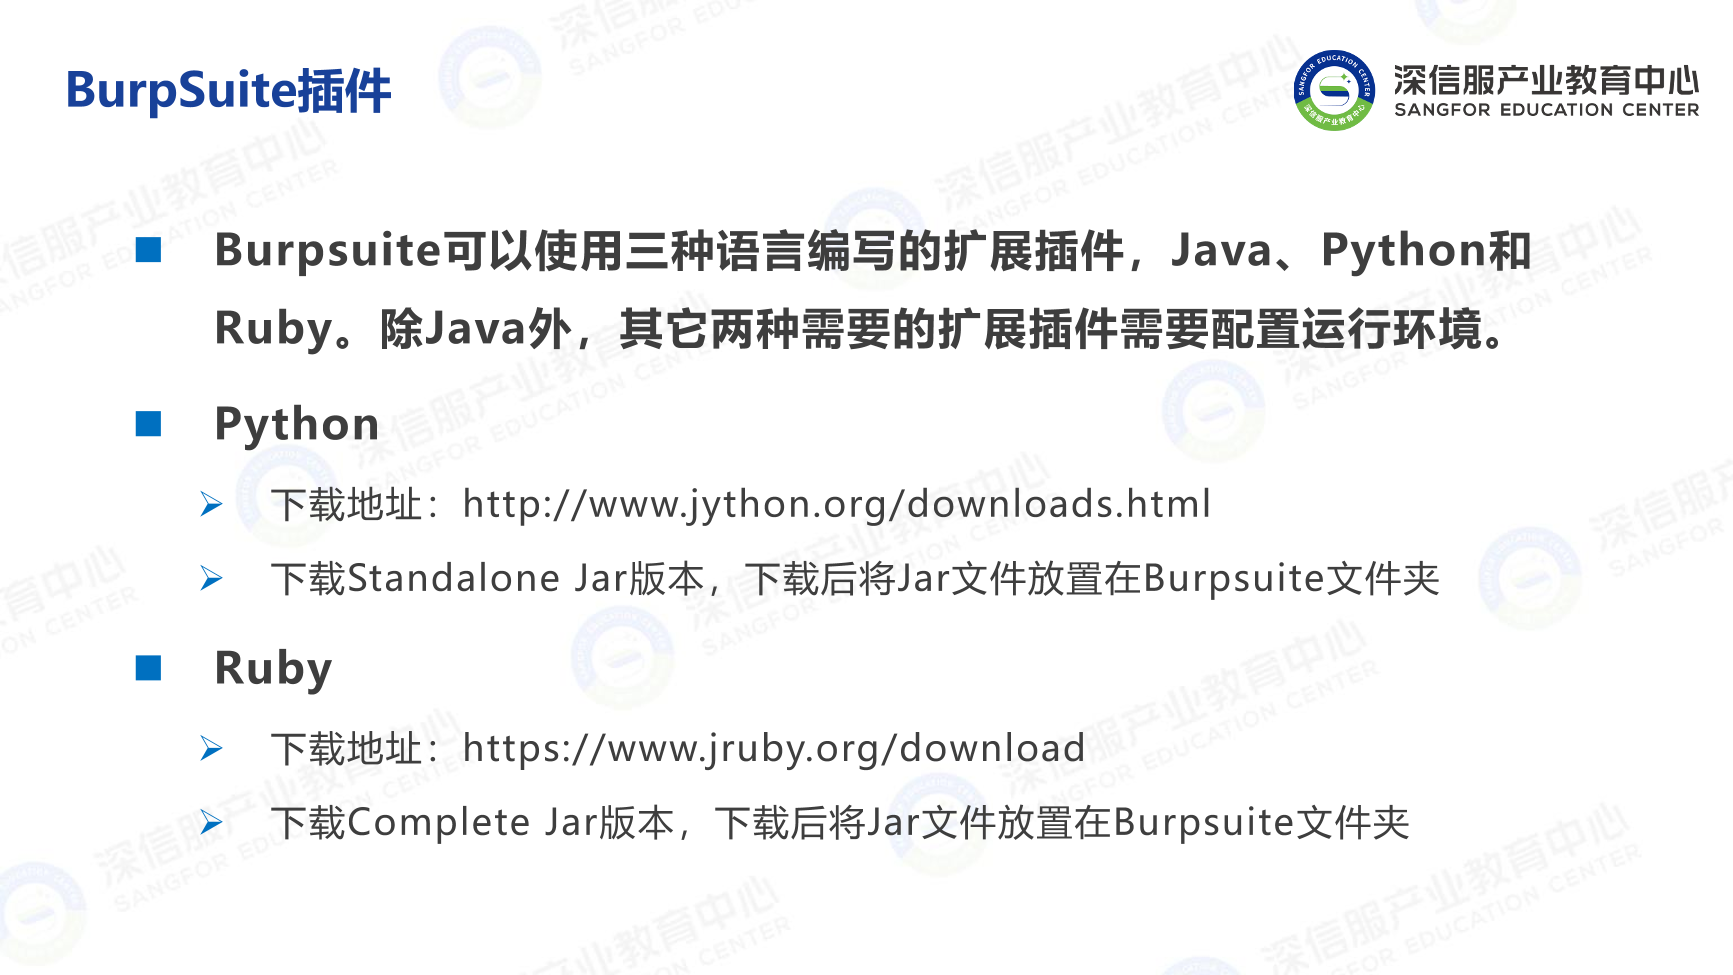 BurpSuite插件
深信服产业教育中心
SANGFOR EDUCATION CENTER
Burpsuite可以使用三种语言编写的扩展插件，Java、Python和
Ruby。除Java外，其它两种需要的扩展插件需要配置运行环境。
Python
下载地址：http://www.jython.org/downloads.html
下载Standalone Jar版本，下载后将Jar文件放置在Burpsuite文件夹
Ruby
下载地址：https://www.jruby.org/download
下载Complete Jar版本，下载后将Jar文件放置在Burpsuite文件夹